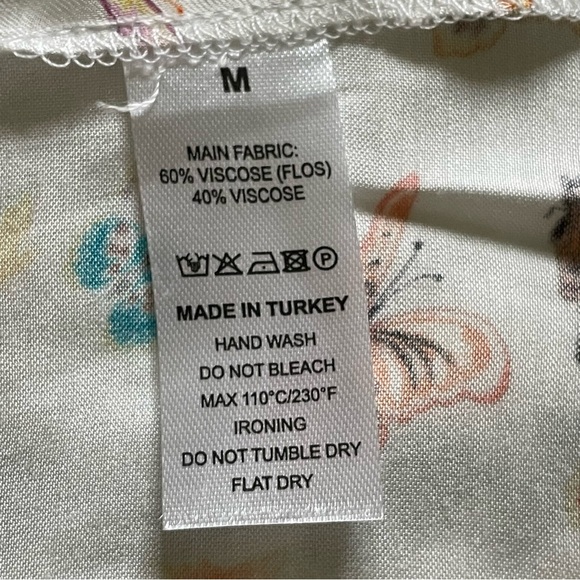 M
MAIN FABRIC:
60% VISCOSE (FLOS)
40% VISCOSE
P
MADE IN TURKEY
HAND WASH
DO NOT BLEACH
MAX 110°C/230°F
IRONING
DO NOT TUMBLE DRY
FLAT DRY